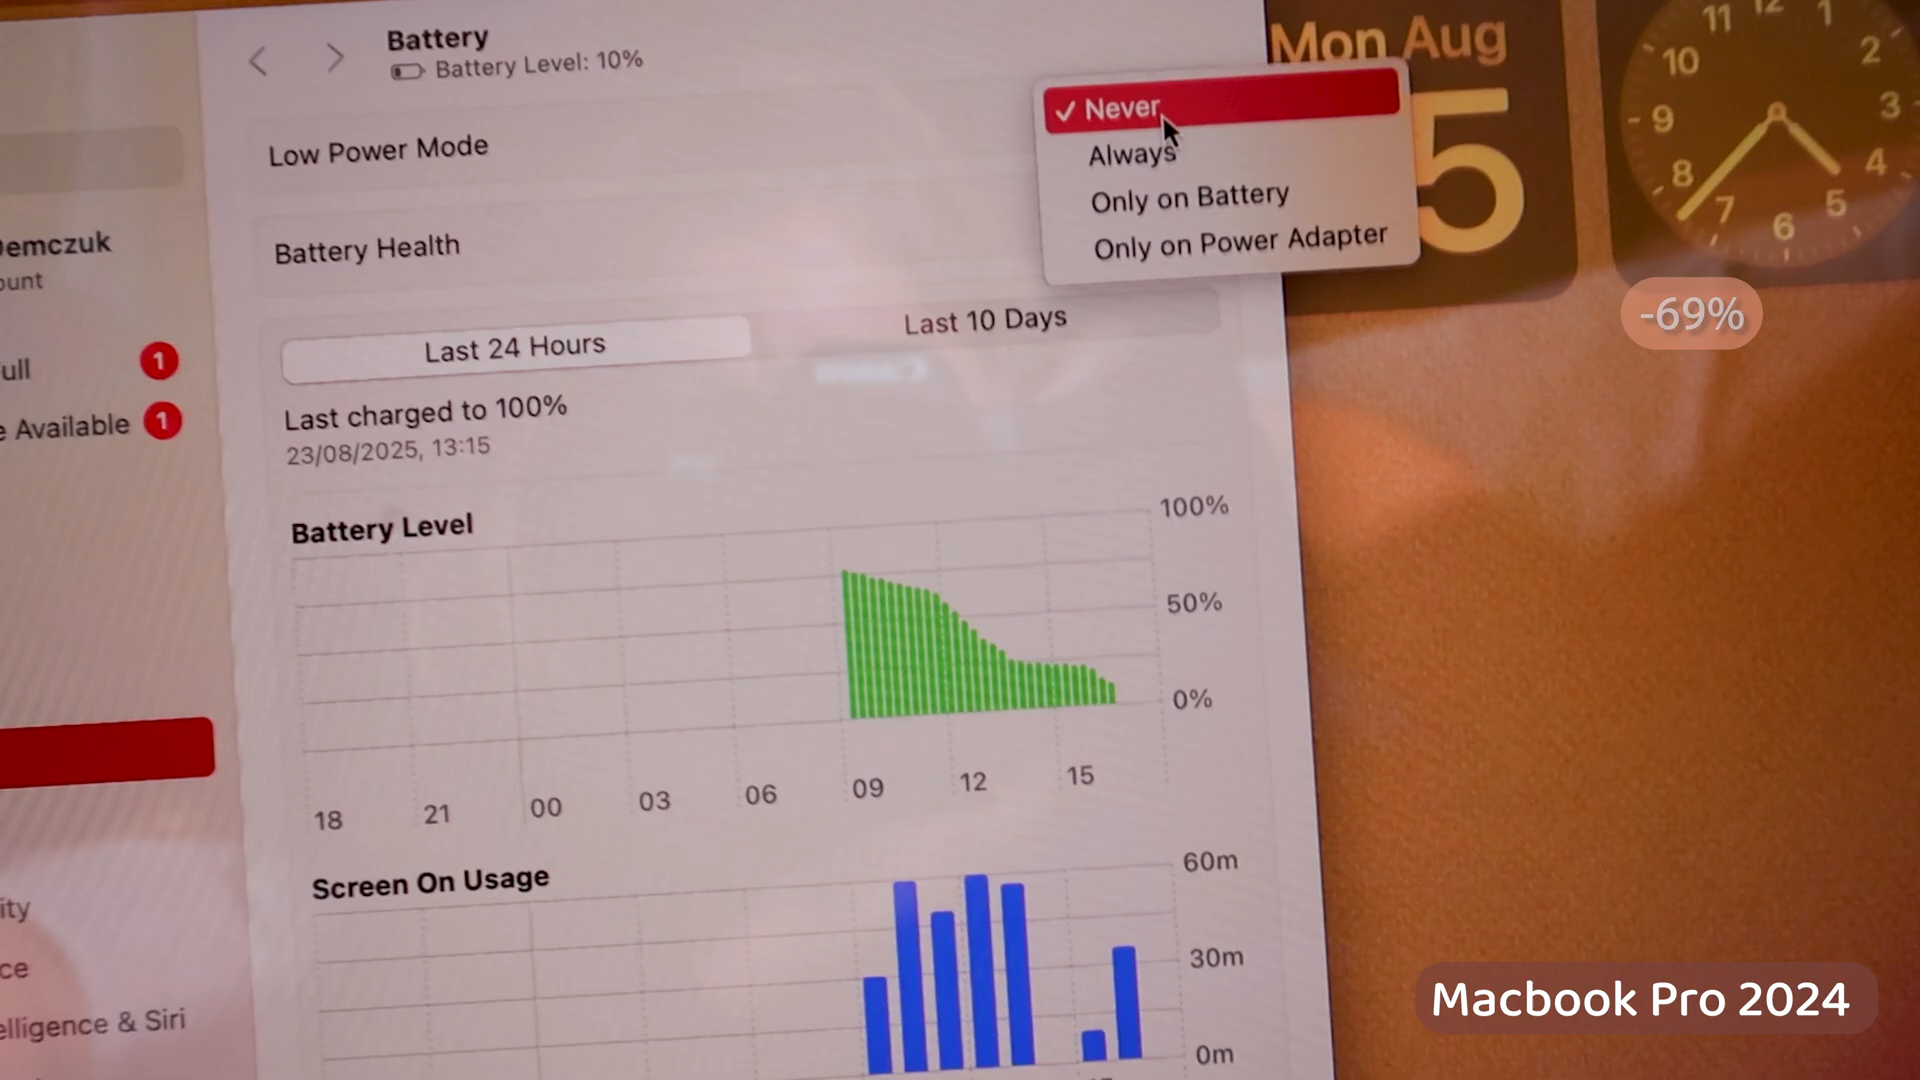 Battery
Battery Level: 10%
Low Power Mode
✓ Never
Always
Only on Battery
Only on Power Adapter
Battery Health
Last 24 Hours
Last 10 Days
Last charged to 100%
23/08/2025, 13:15
Battery Level
100%
50%
0%
18 21 00 03 06 09 12 15
Screen On Usage
60m
30m
0m
emczuk
ount
ull
1
e Available
1
ity
ce
elligence & Siri
Mon Aug
5
11 12 1
10 2
9 3
8 4
7 6 5
-69%
Macbook Pro 2024